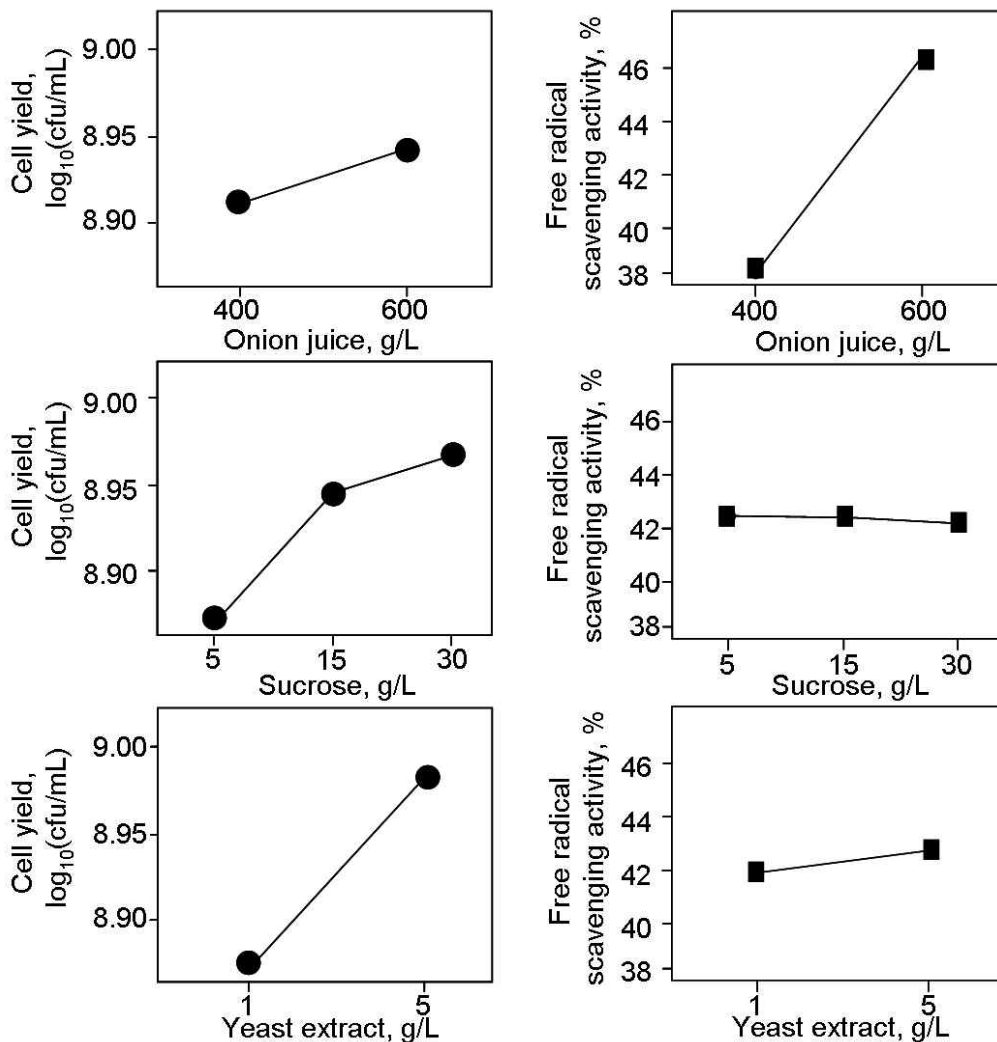 Cell yield,
log₁₀(cfu/mL)
9.00
8.95
8.90
400 600
Onion juice, g/L
Free radical
scavenging activity, %
46
44
42
40
38
400 600
Onion juice, g/L
Cell yield,
log₁₀(cfu/mL)
9.00
8.95
8.90
5 15 30
Sucrose, g/L
Free radical
scavenging activity, %
46
44
42
40
38
5 15 30
Sucrose, g/L
Cell yield,
log₁₀(cfu/mL)
9.00
8.95
8.90
1 5
Yeast extract, g/L
Free radical
scavenging activity, %
46
44
42
40
38
1 5
Yeast extract, g/L